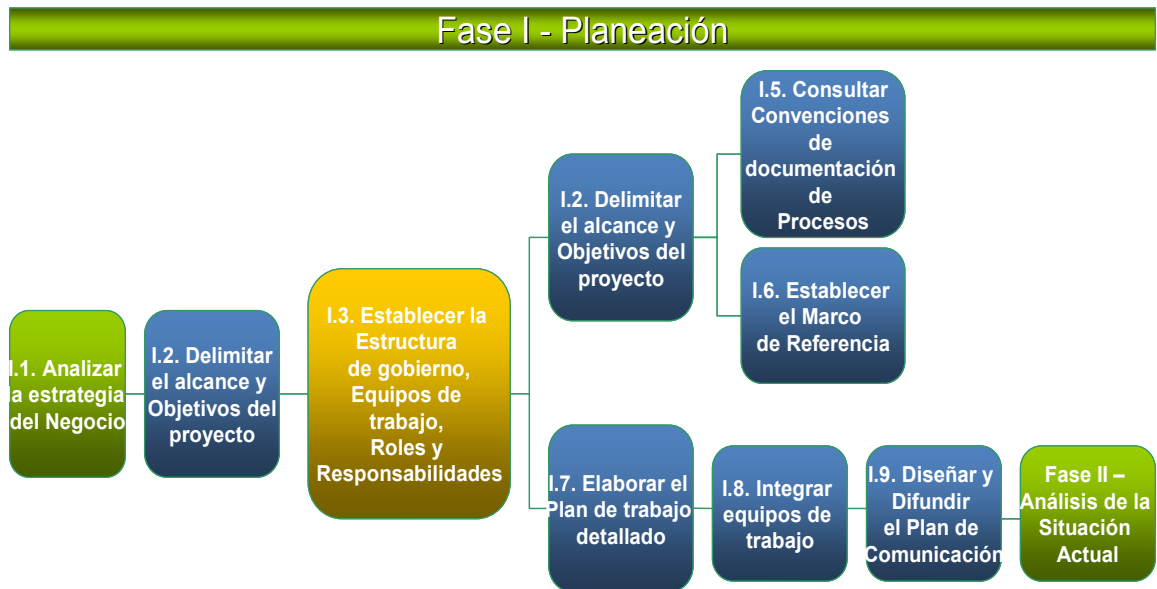 Fase I - Planeación
I.1. Analizar
la estrategia
del Negocio
I.2. Delimitar
el alcance y
Objetivos del
proyecto
I.3. Establecer la
Estructura
de gobierno,
Equipos de
trabajo,
Roles y
Responsabilidades
I.2. Delimitar
el alcance y
Objetivos del
proyecto
I.5. Consultar
Convenciones
de
documentación
de
Procesos
I.6. Establecer
el Marco
de Referencia
I.7. Elaborar el
Plan de trabajo
detallado
I.8. Integrar
equipos de
trabajo
I.9. Diseñar y
Difundir
el Plan de
Comunicación
Fase II –
Análisis de la
Situación
Actual